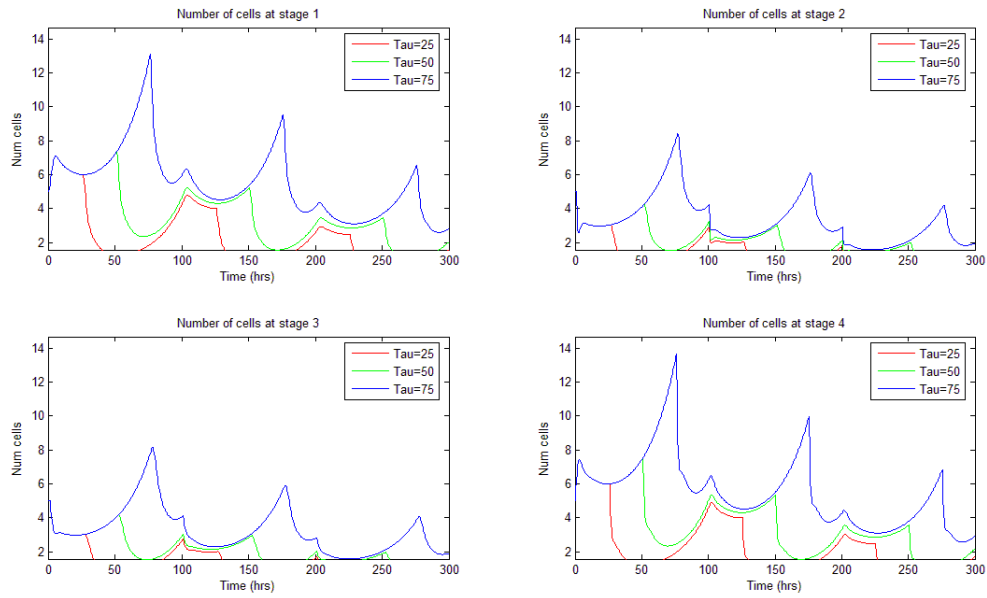 Number of cells at stage 1
14
12
10
8
6
4
2
Num cells
0 50 100 150 200 250 300
Time (hrs)
Tau=25
Tau=50
Tau=75
Number of cells at stage 2
14
12
10
8
6
4
2
Num cells
0 50 100 150 200 250 300
Time (hrs)
Tau=25
Tau=50
Tau=75
Number of cells at stage 3
14
12
10
8
6
4
2
Num cells
0 50 100 150 200 250 300
Time (hrs)
Tau=25
Tau=50
Tau=75
Number of cells at stage 4
14
12
10
8
6
4
2
Num cells
0 50 100 150 200 250 300
Time (hrs)
Tau=25
Tau=50
Tau=75